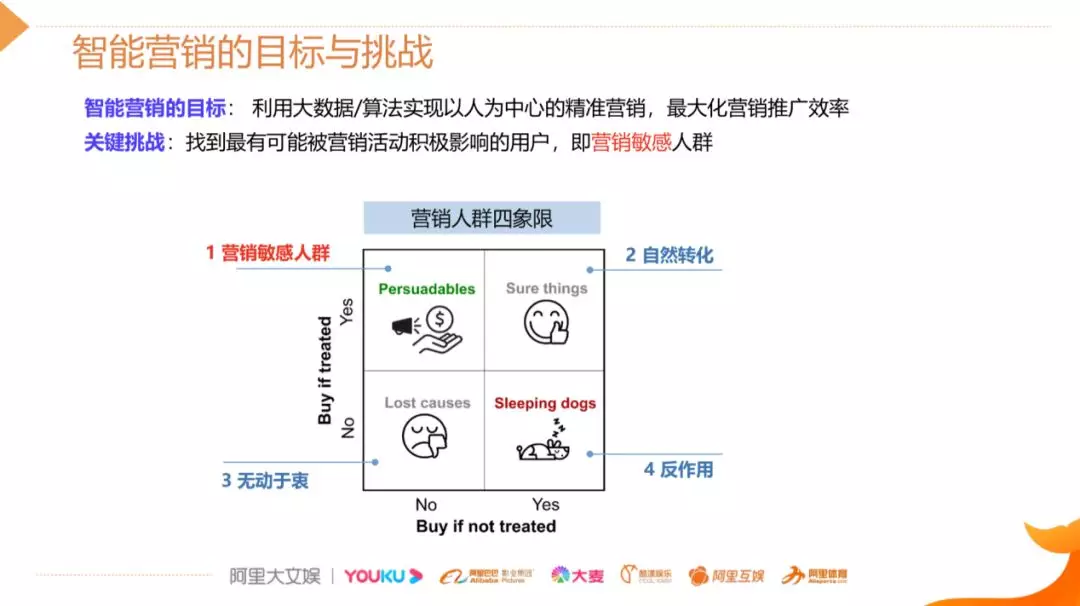 智能营销的目标与挑战
智能营销的目标： 利用大数据/算法实现以人为中心的精准营销，最大化营销推广效率
关键挑战：找到最有可能被营销活动积极影响的用户，即营销敏感人群
营销人群四象限
1 营销敏感人群
2 自然转化
Persuadables
Sure things
$
Yes
Buy if treated
No
Lost causes
Sleeping dogs
z z z
3 无动于衷
4 反作用
No
Yes
Buy if not treated
阿里大文娱
YOUKU
阿里巴巴 影业集团
Alibaba Pictures
大麦
阿里互娱
阿里体育